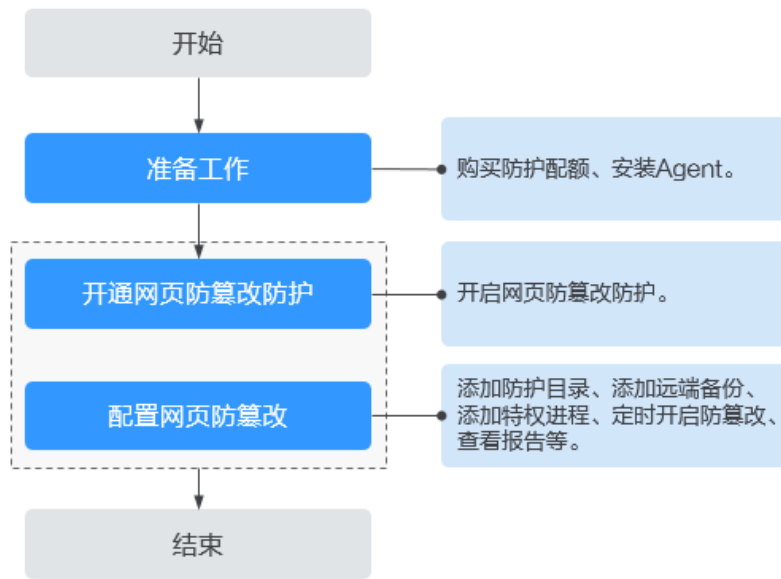 开始
准备工作
购买防护配额、安装Agent。
开通网页防篡改防护
开启网页防篡改防护。
配置网页防篡改
添加防护目录、添加远端备份、
添加特权进程、定时开启防篡改、
查看报告等。
结束